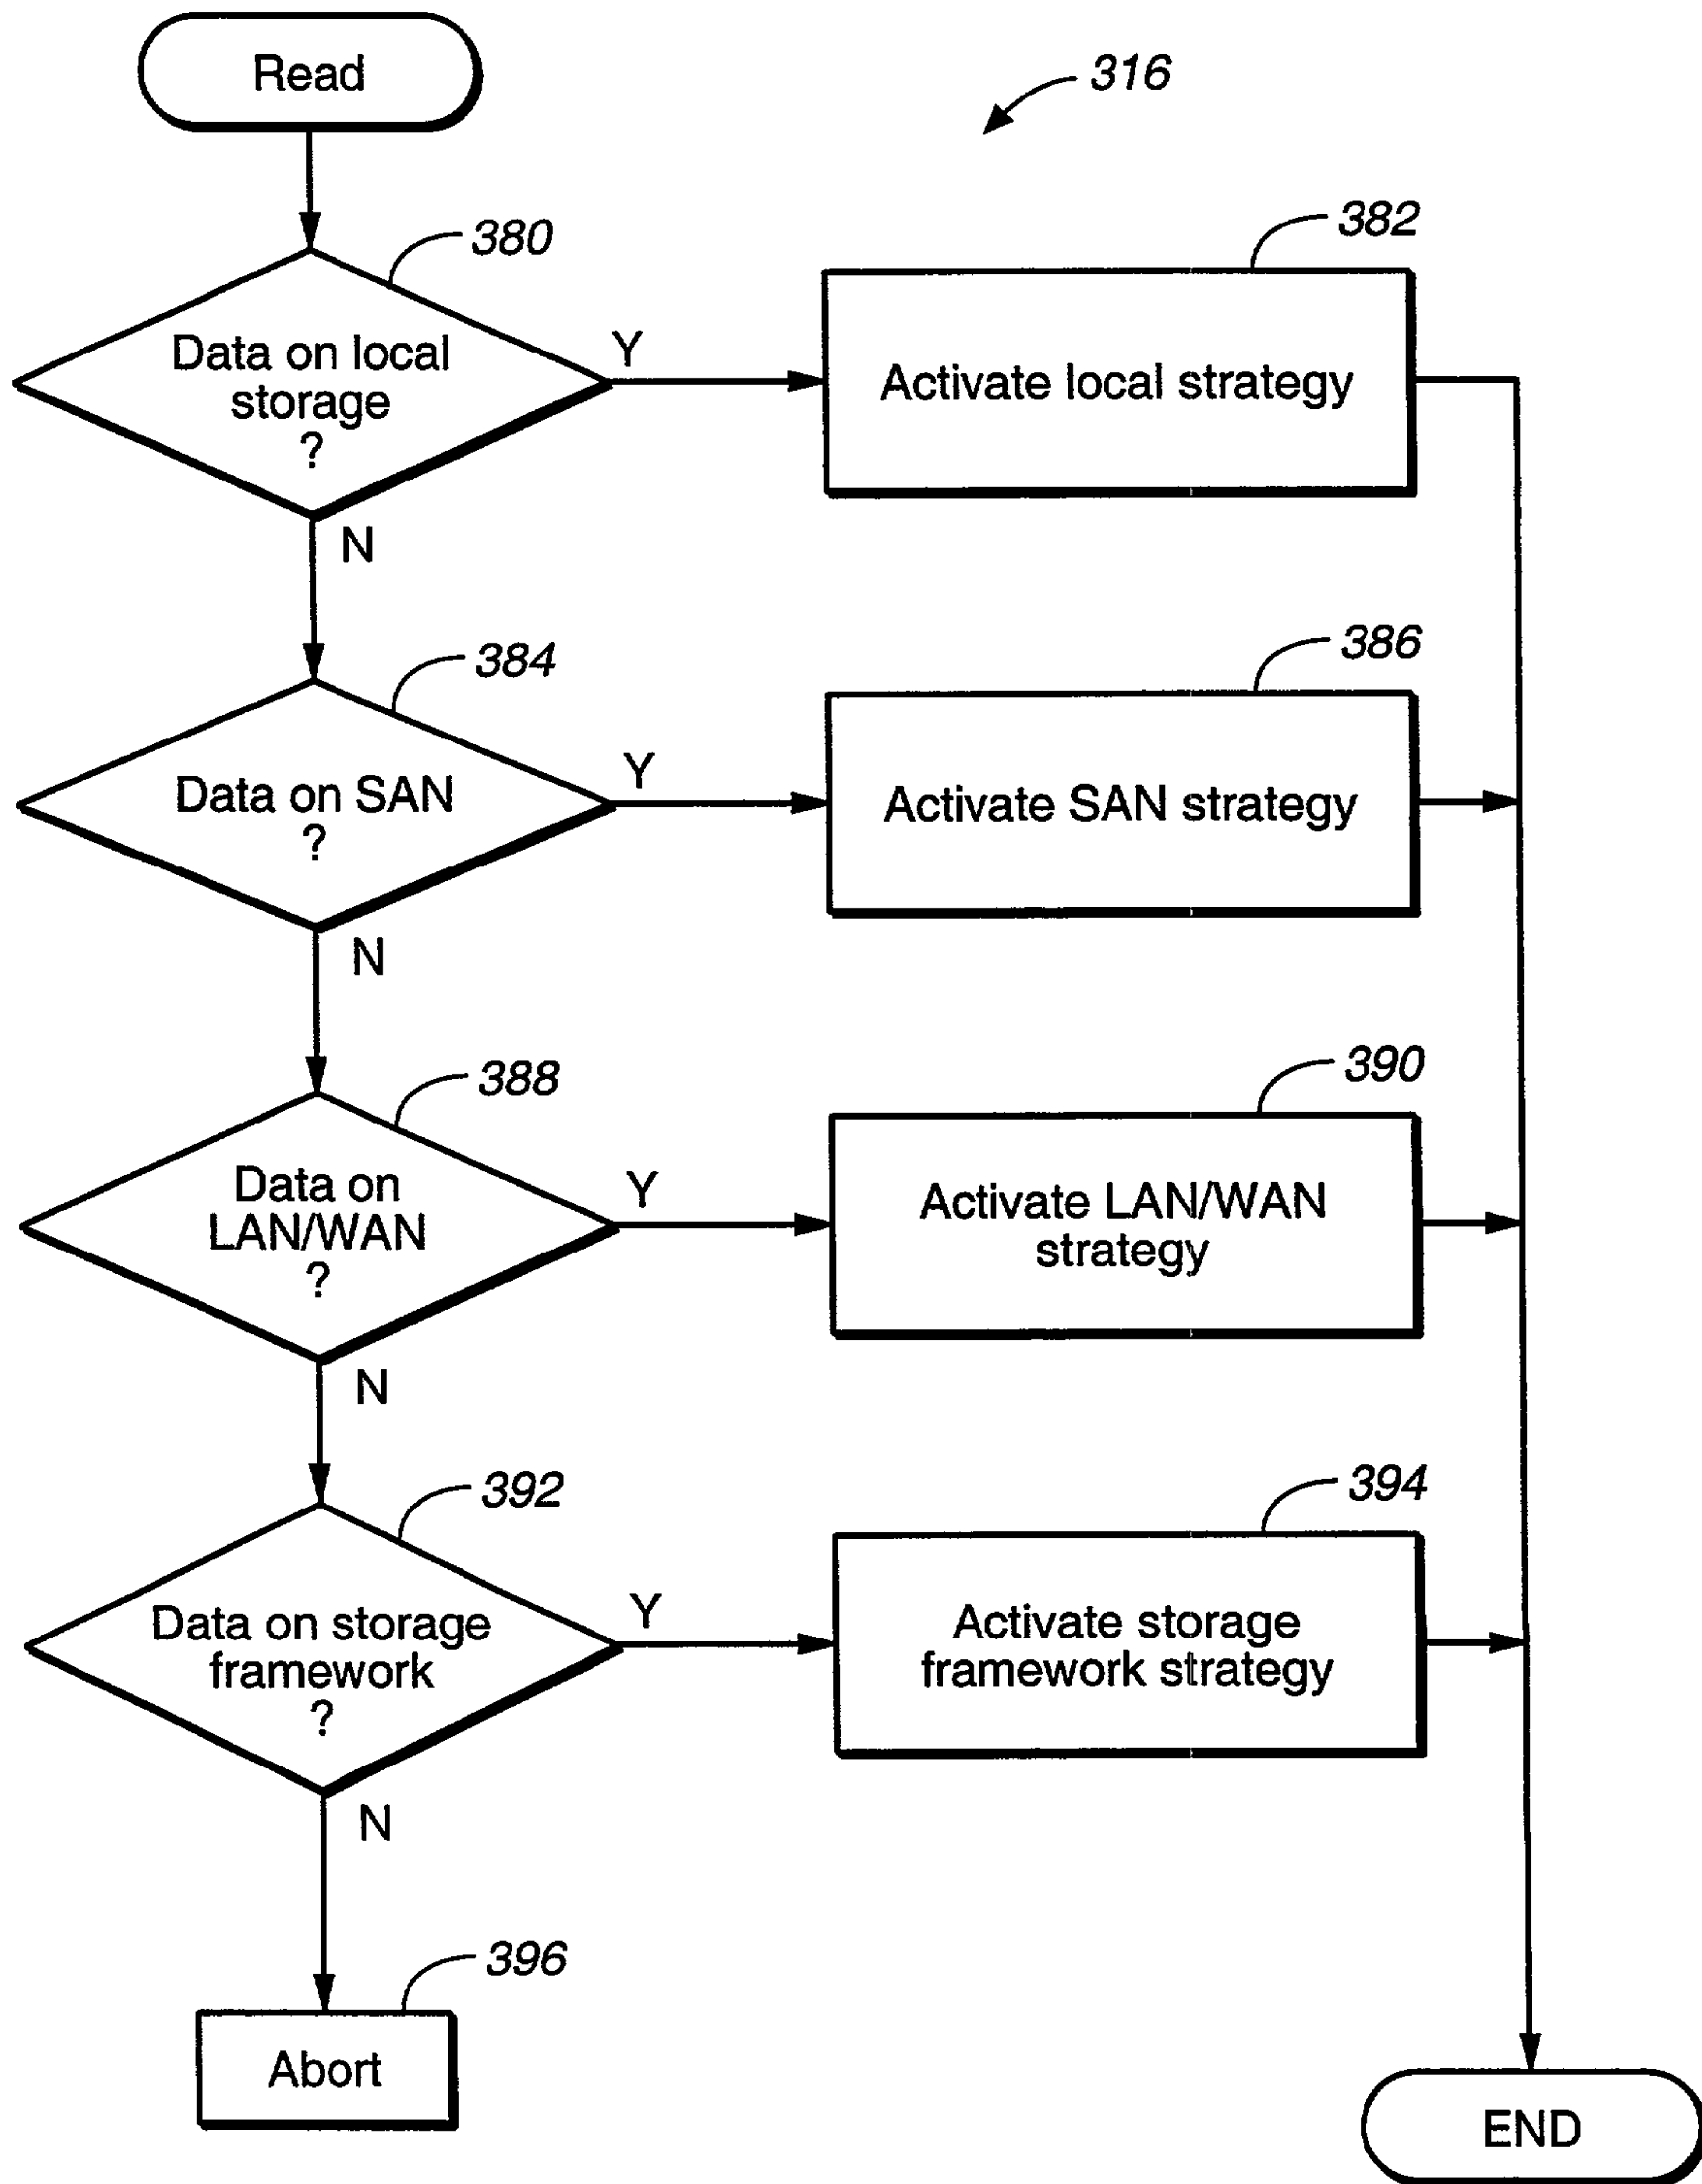 Read
316
380
382
Data on local
storage
?
Y
Activate local strategy
N
384
386
Data on SAN
?
Y
Activate SAN strategy
N
388
390
Data on
LAN/WAN
?
Y
Activate LAN/WAN
strategy
N
392
394
Data on storage
framework
?
Y
Activate storage
framework strategy
N
396
Abort
END